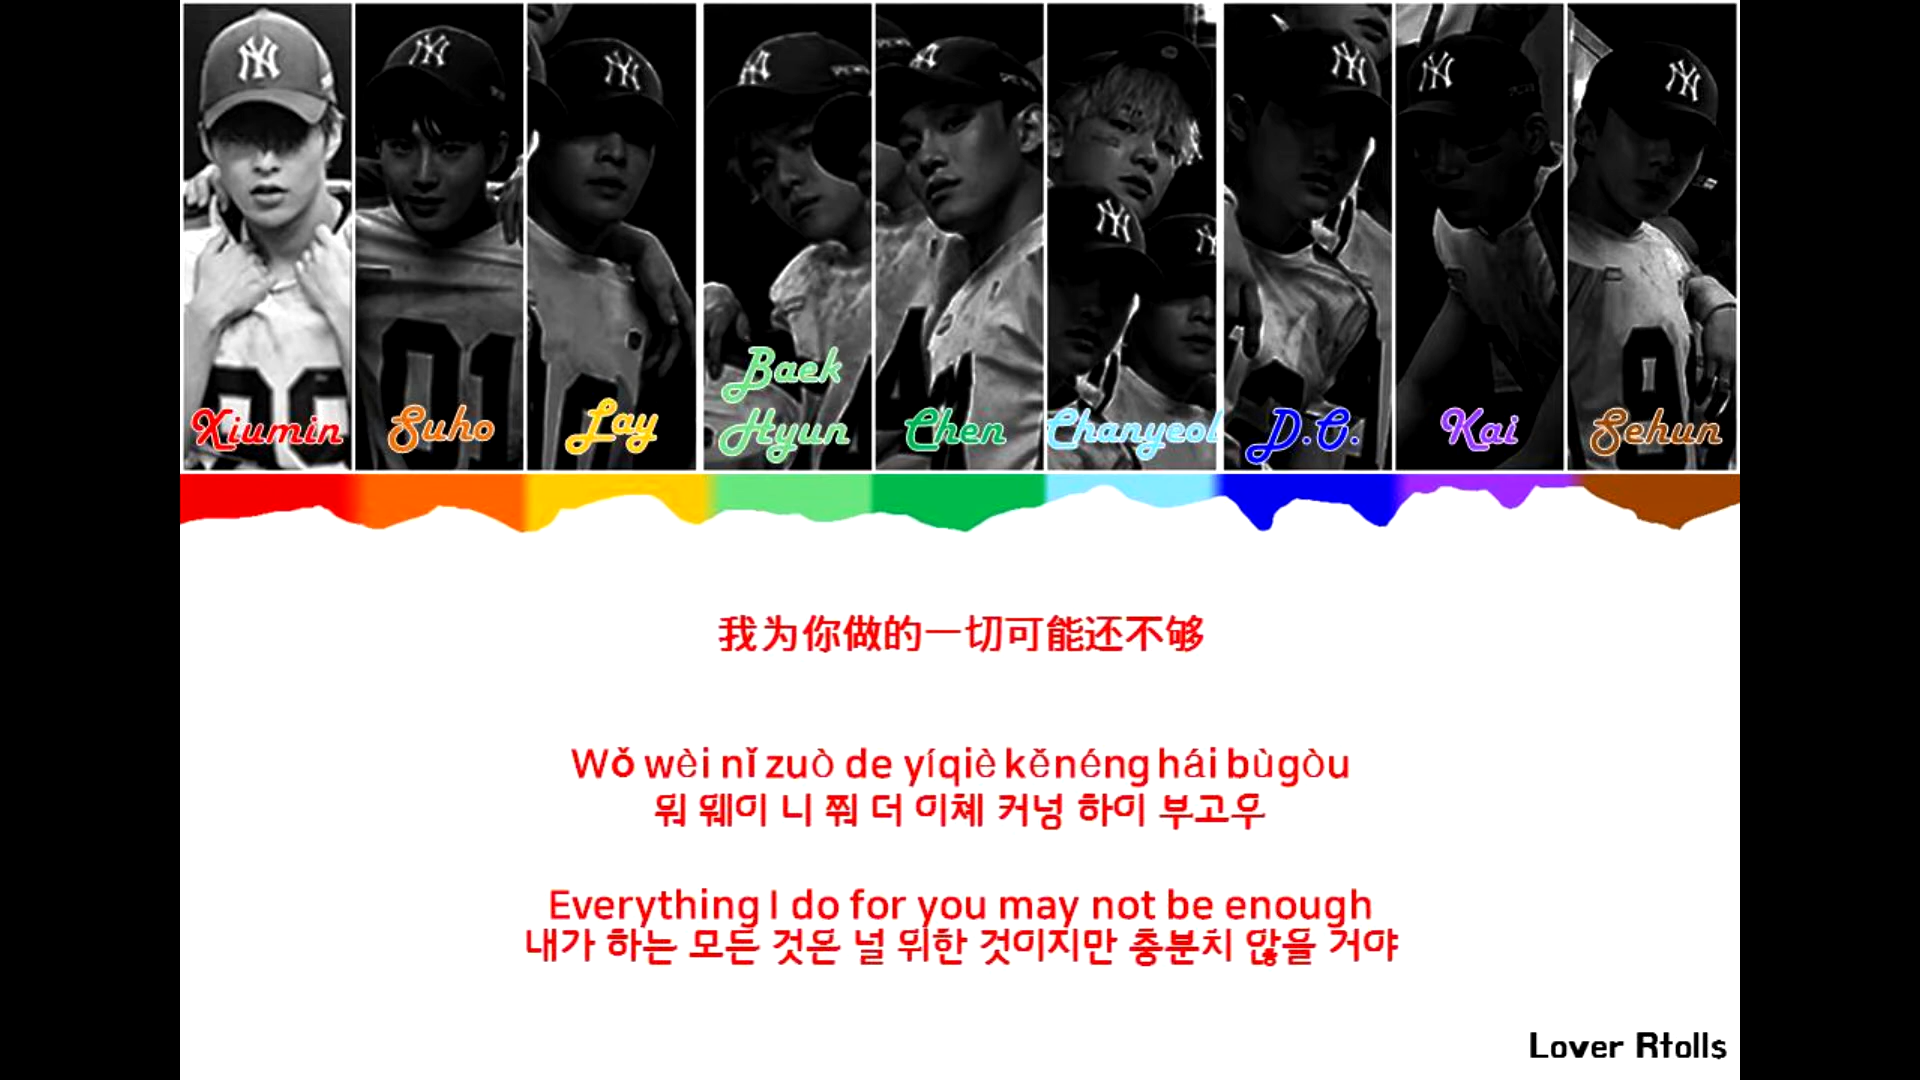 Xiumin
Suho
Lay
Baek
Hyun
Chen
Chanyeol
D.O.
Kai
Sehun
我为你做的一切可能还不够
Wǒ wèi nǐ zuò de yíqiè kěnéng hái bùgòu
워 웨이 니 쭤 더 이체 커넝 하이 부고우
Everything I do for you may not be enough
내가 하는 모든 것은 널 위한 것이지만 충분치 않을 거야
Lover Rtolls